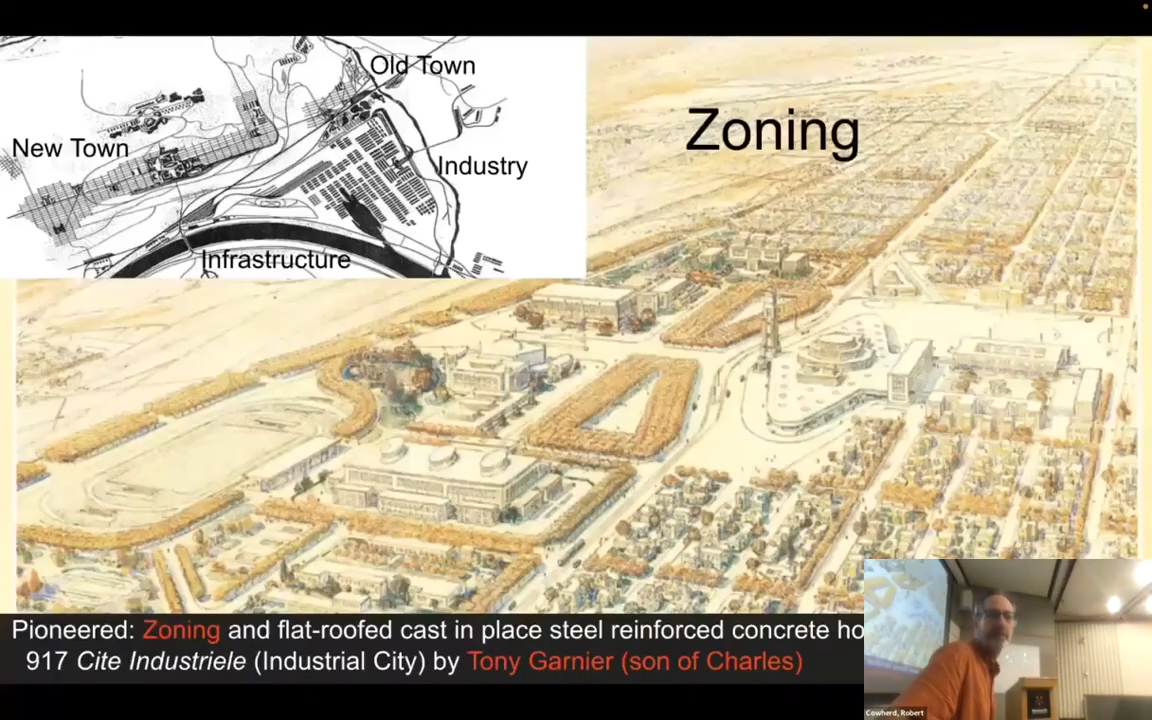 Old Town
Zoning
New Town
Industry
Infrastructure
Pioneered: Zoning and flat-roofed cast in place steel reinforced concrete ho
917 Cite Industriele (Industrial City) by Tony Garnier (son of Charles)
Cowherd, Robert